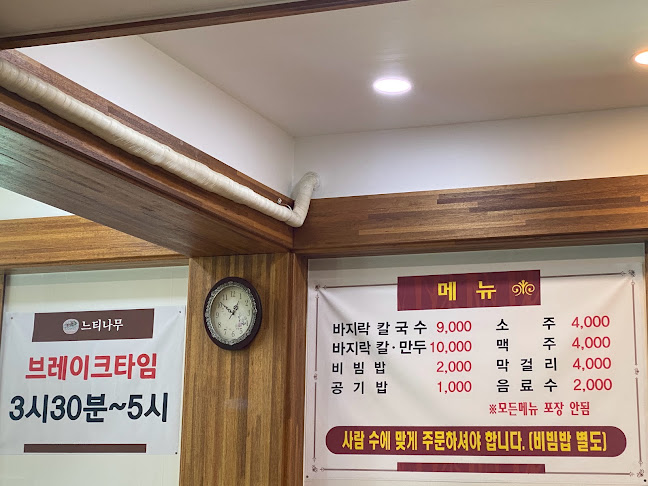 느티나무
브레이크타임
3시30분~5시
메 뉴
바지락 칼국수 9,000 소 주 4,000
바지락 칼·만두 10,000 맥 주 4,000
비빔밥 2,000 막걸리 4,000
공기밥 1,000 음료수 2,000
※모든메뉴 포장 안됨
사람 수에 맞게 주문하셔야 합니다. (비빔밥 별도)